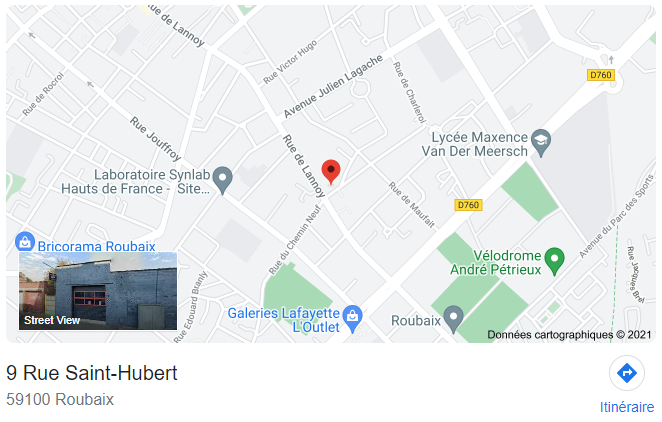 Rue de Lannoy
Rue Victor Hugo
Avenue Julien Lagache
Rue de Rocroi
Rue de Charleroi
D760
Rue Jouffroy
Rue de Lannoy
Lycée Maxence
Van Der Meersch
Laboratoire Synlab
Hauts de France - Site...
Rue de Maufait
D760
Avenue du Parc des Sports
Rue du Chemin Neuf
Bricorama Roubaix
Vélodrome
André Pétrieux
Rue Jacques Brel
Rue Edouard Branly
Galeries Lafayette
L'Outlet
Roubaix
Street View
Données cartographiques © 2021
9 Rue Saint-Hubert
59100 Roubaix
Itinéraire